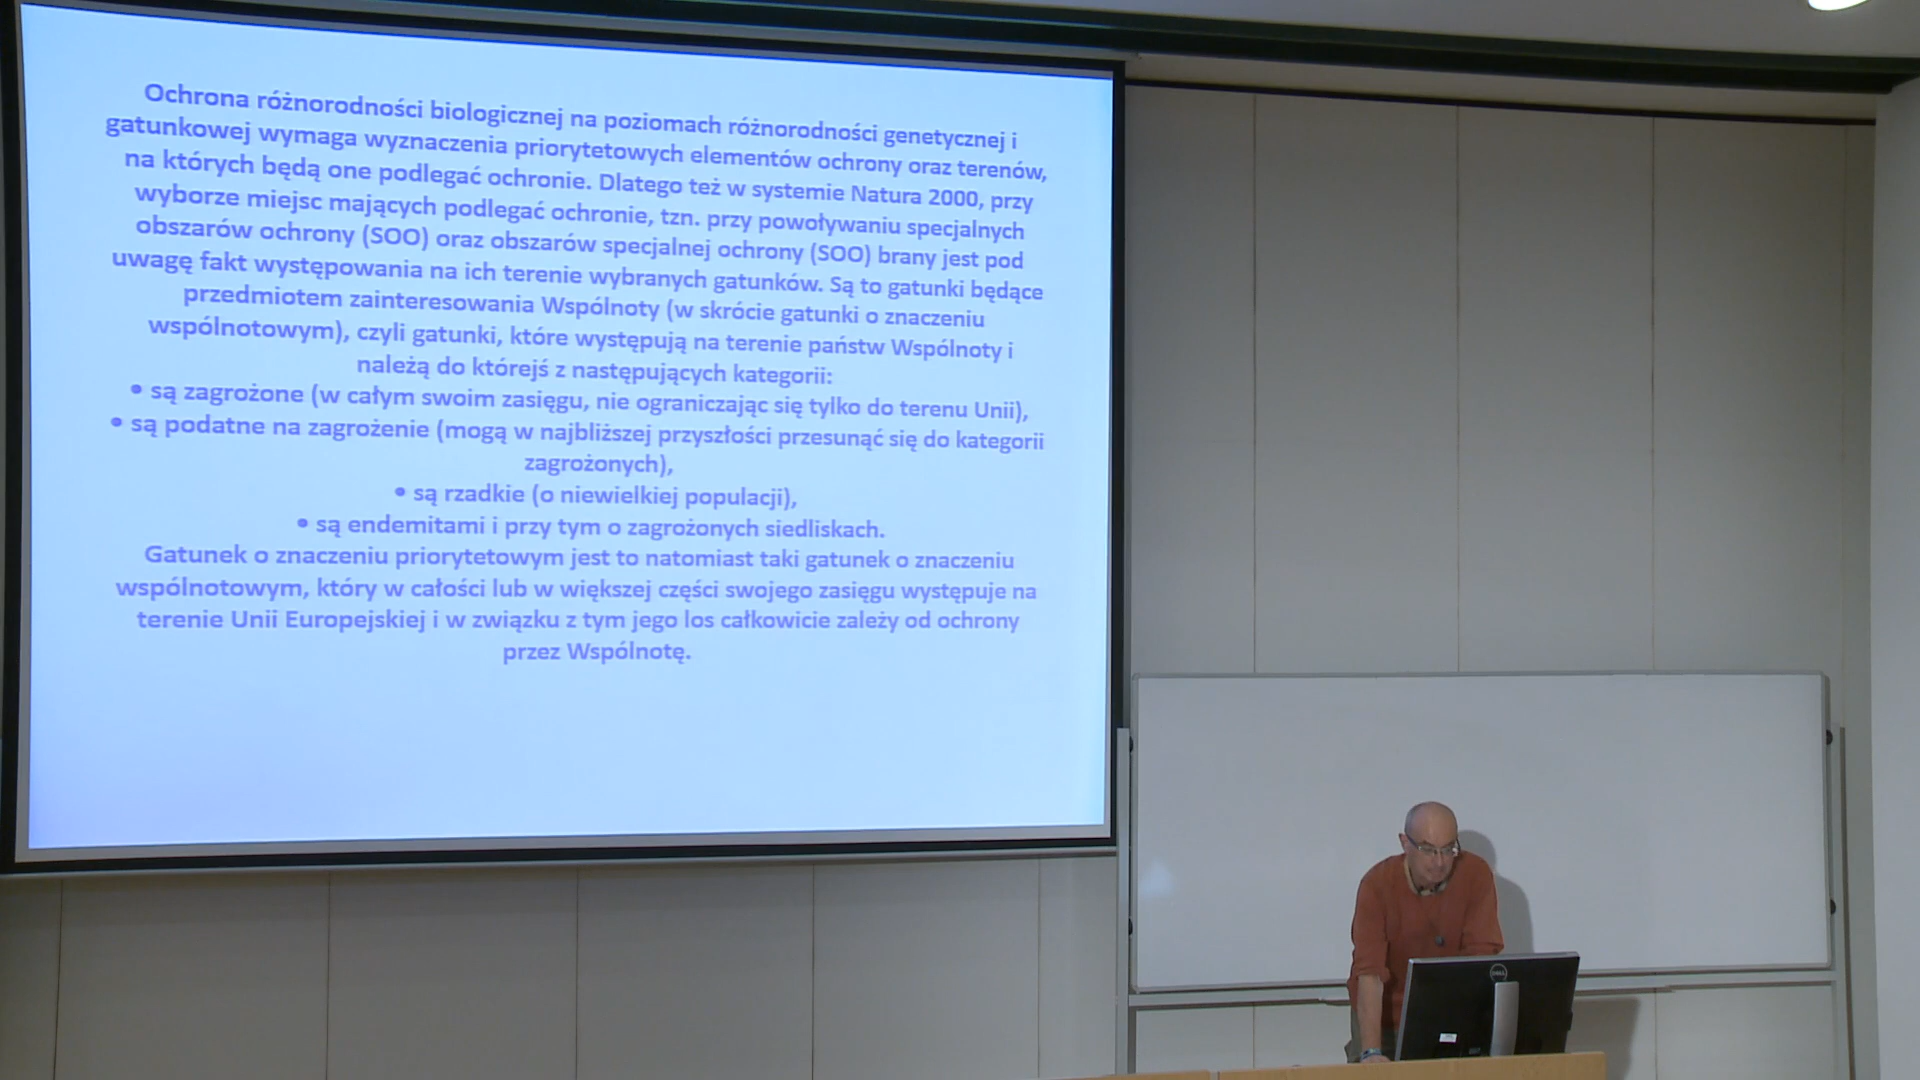 Ochrona różnorodności biologicznej na poziomach różnorodności genetycznej i
gatunkowej wymaga wyznaczenia priorytetowych elementów ochrony oraz terenów,
na których będą one podlegać ochronie. Dlatego też w systemie Natura 2000, przy
wyborze miejsc mających podlegać ochronie, tzn. przy powoływaniu specjalnych
obszarów ochrony (SOO) oraz obszarów specjalnej ochrony (SOO) brany jest pod
uwagę fakt występowania na ich terenie wybranych gatunków. Są to gatunki będące
przedmiotem zainteresowania Wspólnoty (w skrócie gatunki o znaczeniu
wspólnotowym), czyli gatunki, które występują na terenie państw Wspólnoty i
należą do którejś z następujących kategorii:
• są zagrożone (w całym swoim zasięgu, nie ograniczając się tylko do terenu Unii),
• są podatne na zagrożenie (mogą w najbliższej przyszłości przesunąć się do kategorii
zagrożonych),
• są rzadkie (o niewielkiej populacji),
• są endemitami i przy tym o zagrożonych siedliskach.
Gatunek o znaczeniu priorytetowym jest to natomiast taki gatunek o znaczeniu
wspólnotowym, który w całości lub w większej części swojego zasięgu występuje na
terenie Unii Europejskiej i w związku z tym jego los całkowicie zależy od ochrony
przez Wspólnotę.
DELL